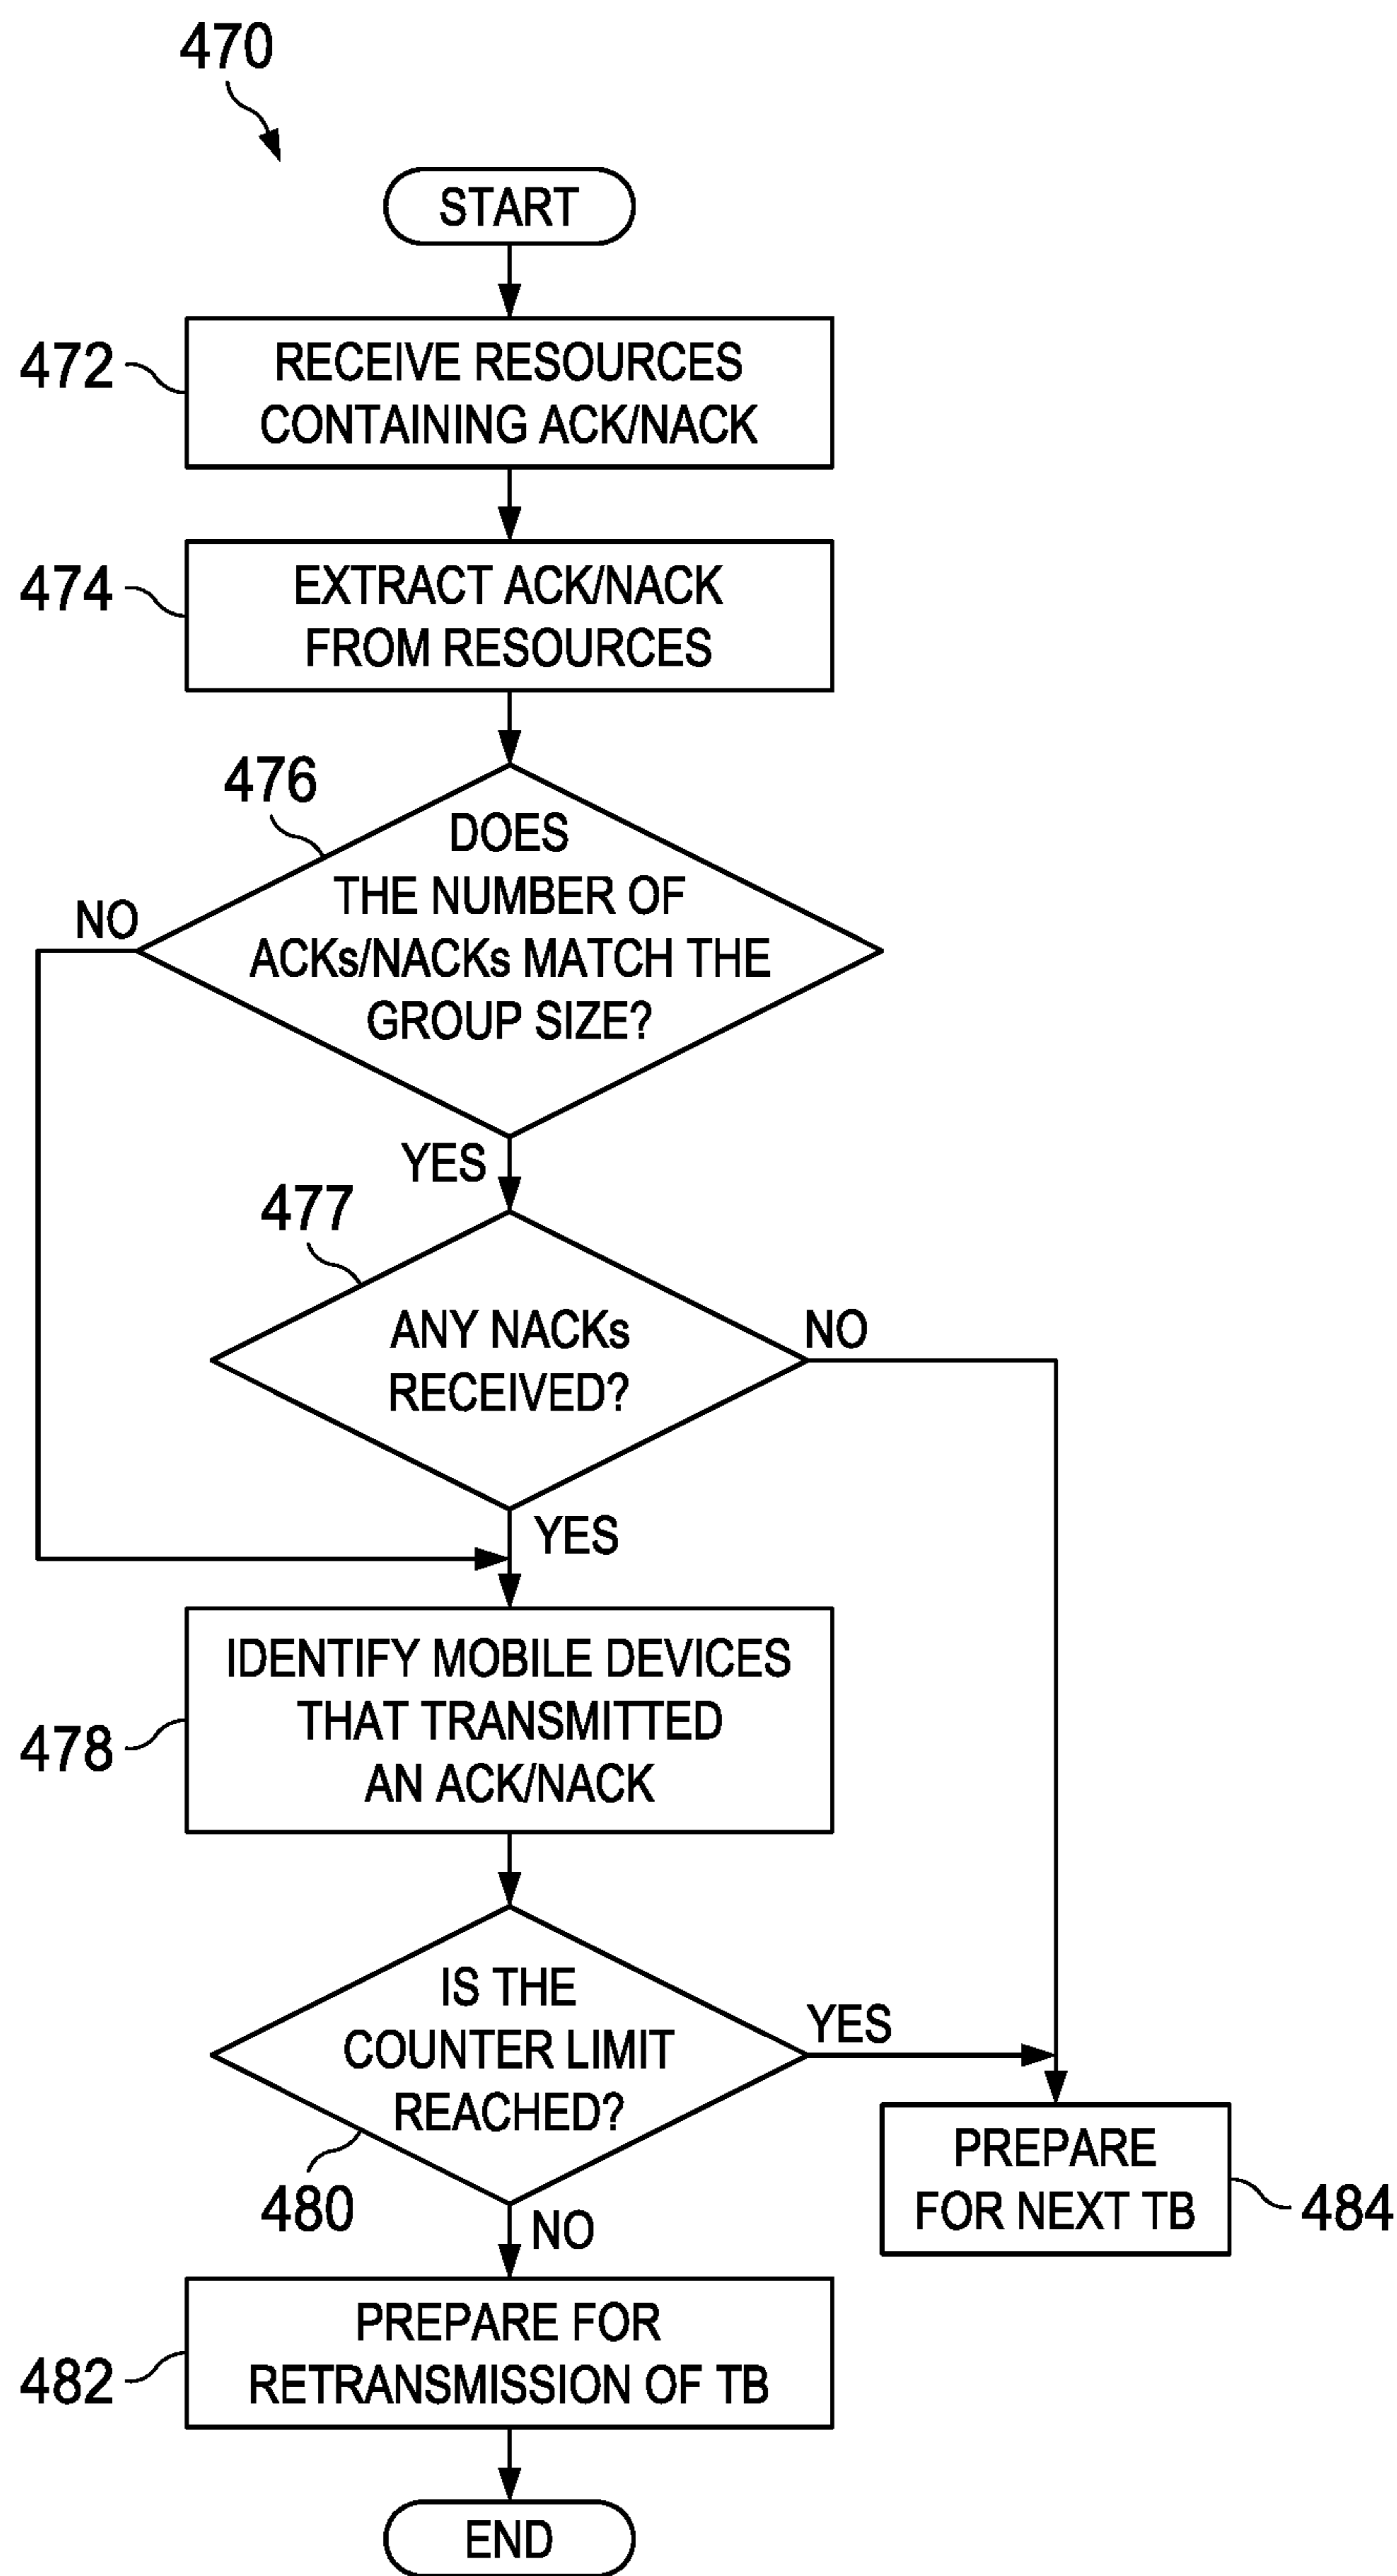 470
START
472
RECEIVE RESOURCES
CONTAINING ACK/NACK
474
EXTRACT ACK/NACK
FROM RESOURCES
476
DOES
THE NUMBER OF
ACKs/NACKs MATCH THE
GROUP SIZE?
NO
YES
477
ANY NACKs
RECEIVED?
NO
YES
478
IDENTIFY MOBILE DEVICES
THAT TRANSMITTED
AN ACK/NACK
IS THE
COUNTER LIMIT
REACHED?
YES
480
NO
PREPARE
FOR NEXT TB
484
482
PREPARE FOR
RETRANSMISSION OF TB
END